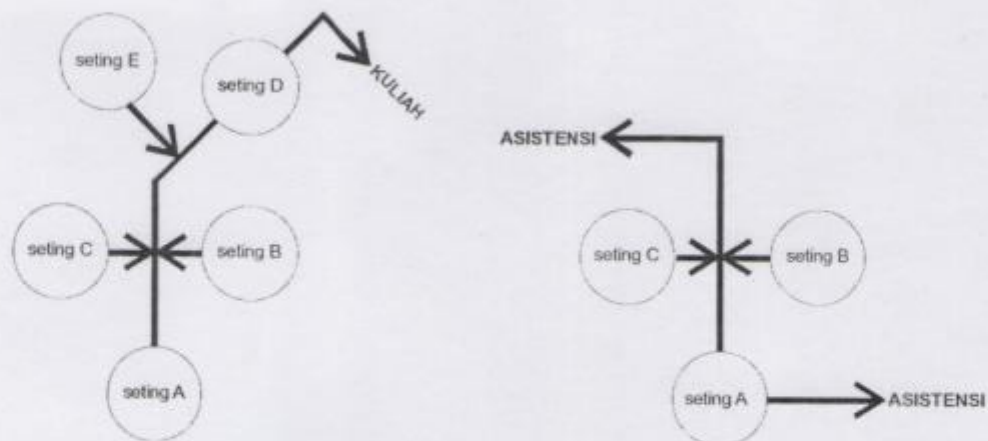 seting E
seting D
KULIAH
seting C
seting B
seting A
ASISTENSI
seting C
seting B
seting A
ASISTENSI